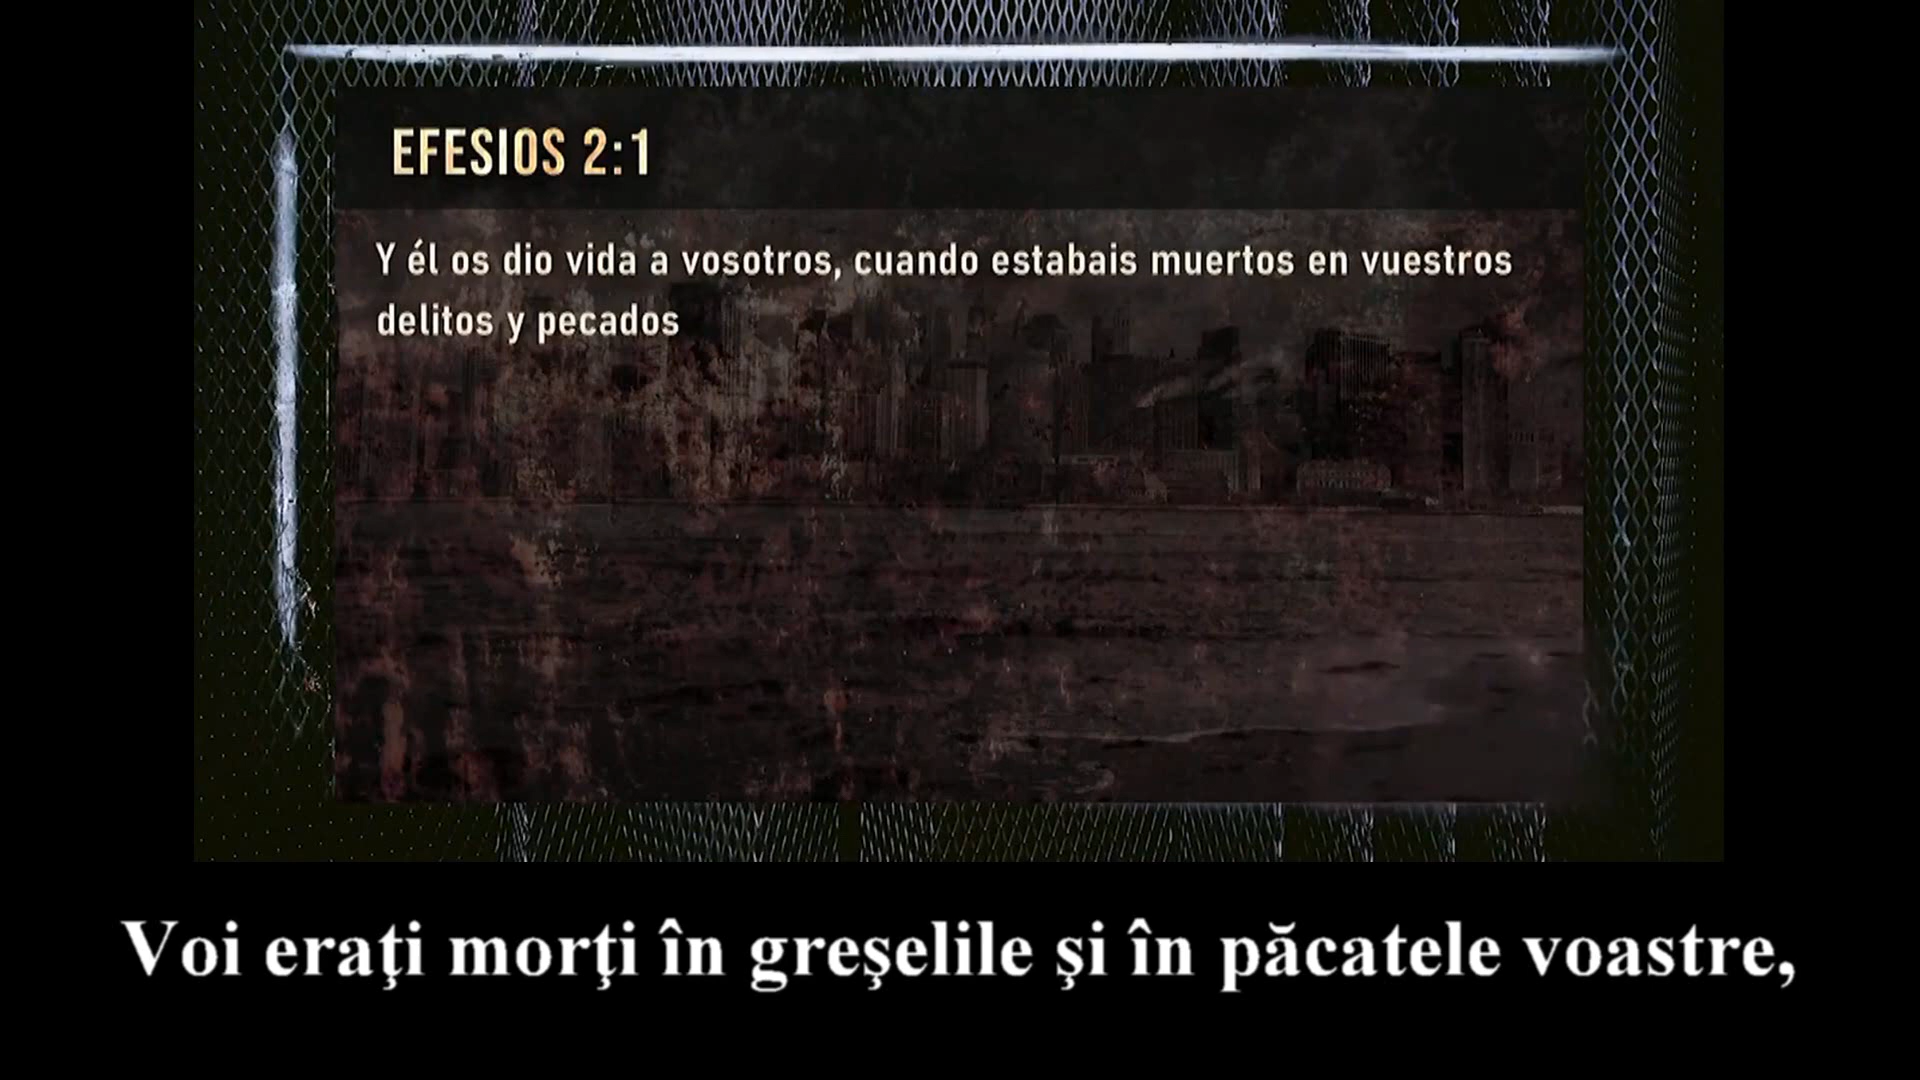 EFESIOS 2:1
Y él os dio vida a vosotros, cuando estabais muertos en vuestros
delitos y pecados
Voi eraţi morţi în greşelile şi în păcatele voastre,